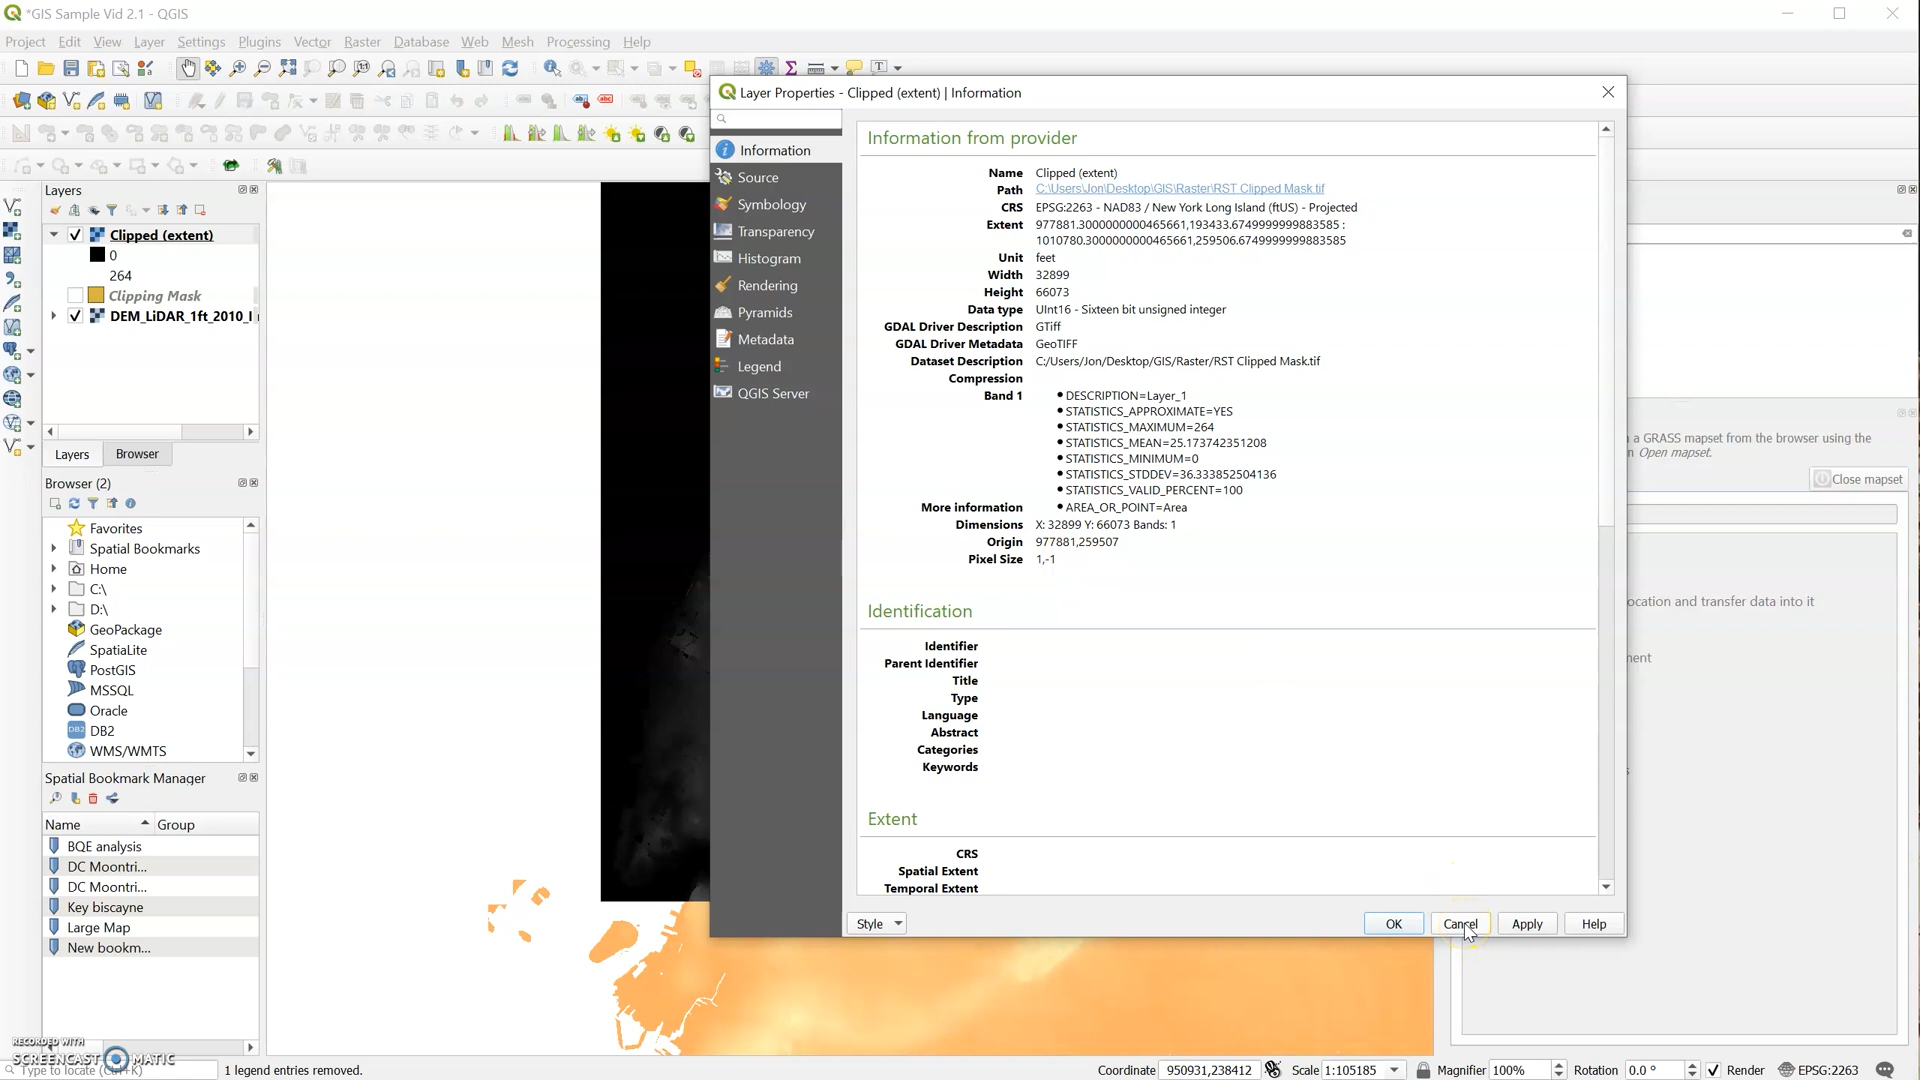 *GIS Sample Vid 2.1 - QGIS
Project Edit View Layer Settings Plugins Vector Raster Database Web Mesh Processing Help
Layers
Clipped (extent)
0
264
Clipping Mask
DEM_LiDAR_1ft_2010_I
Layers Browser
Browser (2)
Favorites
Spatial Bookmarks
Home
C:\
D:\
GeoPackage
SpatiaLite
PostGIS
MSSQL
Oracle
DB2
WMS/WMTS
Spatial Bookmark Manager
Name Group
BQE analysis
DC Moontri...
DC Moontri...
Key biscayne
Large Map
New bookm...
RECORDED WITH
SCREENCAST MATIC
Type to locate (Ctrl+K)
1 legend entries removed.
Layer Properties - Clipped (extent) | Information
Information
Source
Symbology
Transparency
Histogram
Rendering
Pyramids
Metadata
Legend
QGIS Server
Information from provider
Name Clipped (extent)
Path C:\Users\Jon\Desktop\GIS\Raster\RST Clipped Mask.tif
CRS EPSG:2263 - NAD83 / New York Long Island (ftUS) - Projected
Extent 977881.3000000000465661,193433.6749999999883585 :
1010780.3000000000465661,259506.6749999999883585
Unit feet
Width 32899
Height 66073
Data type UInt16 - Sixteen bit unsigned integer
GDAL Driver Description GTiff
GDAL Driver Metadata GeoTIFF
Dataset Description C:/Users/Jon/Desktop/GIS/Raster/RST Clipped Mask.tif
Compression
Band 1 • DESCRIPTION=Layer_1
• STATISTICS_APPROXIMATE=YES
• STATISTICS_MAXIMUM=264
• STATISTICS_MEAN=25.173742351208
• STATISTICS_MINIMUM=0
• STATISTICS_STDDEV=36.333852504136
• STATISTICS_VALID_PERCENT=100
More information • AREA_OR_POINT=Area
Dimensions X: 32899 Y: 66073 Bands: 1
Origin 977881,259507
Pixel Size 1,-1
Identification
Identifier
Parent Identifier
Title
Type
Language
Abstract
Categories
Keywords
Extent
CRS
Spatial Extent
Temporal Extent
Style OK Cancel Apply Help
a GRASS mapset from the browser using the
n Open mapset.
Close mapset
ocation and transfer data into it
ment
s
Coordinate 950931,238412 Scale 1:105185 Magnifier 100% Rotation 0.0 ° Render EPSG:2263